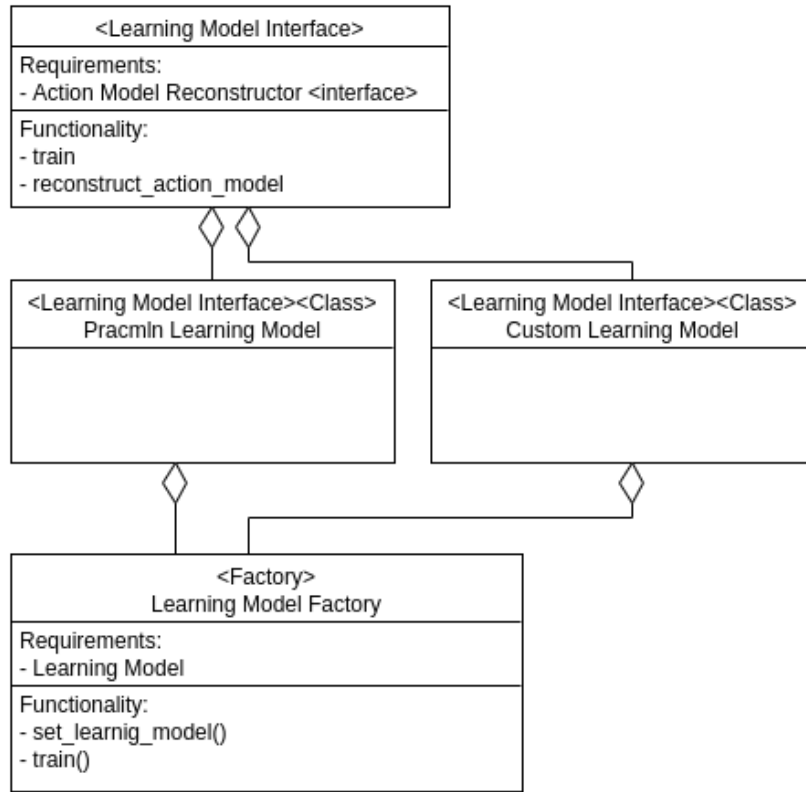 <Learning Model Interface>
Requirements:
- Action Model Reconstructor <interface>
Functionality:
- train
- reconstruct_action_model
<Learning Model Interface><Class>
Pracmln Learning Model
<Learning Model Interface><Class>
Custom Learning Model
<Factory>
Learning Model Factory
Requirements:
- Learning Model
Functionality:
- set_learnig_model()
- train()